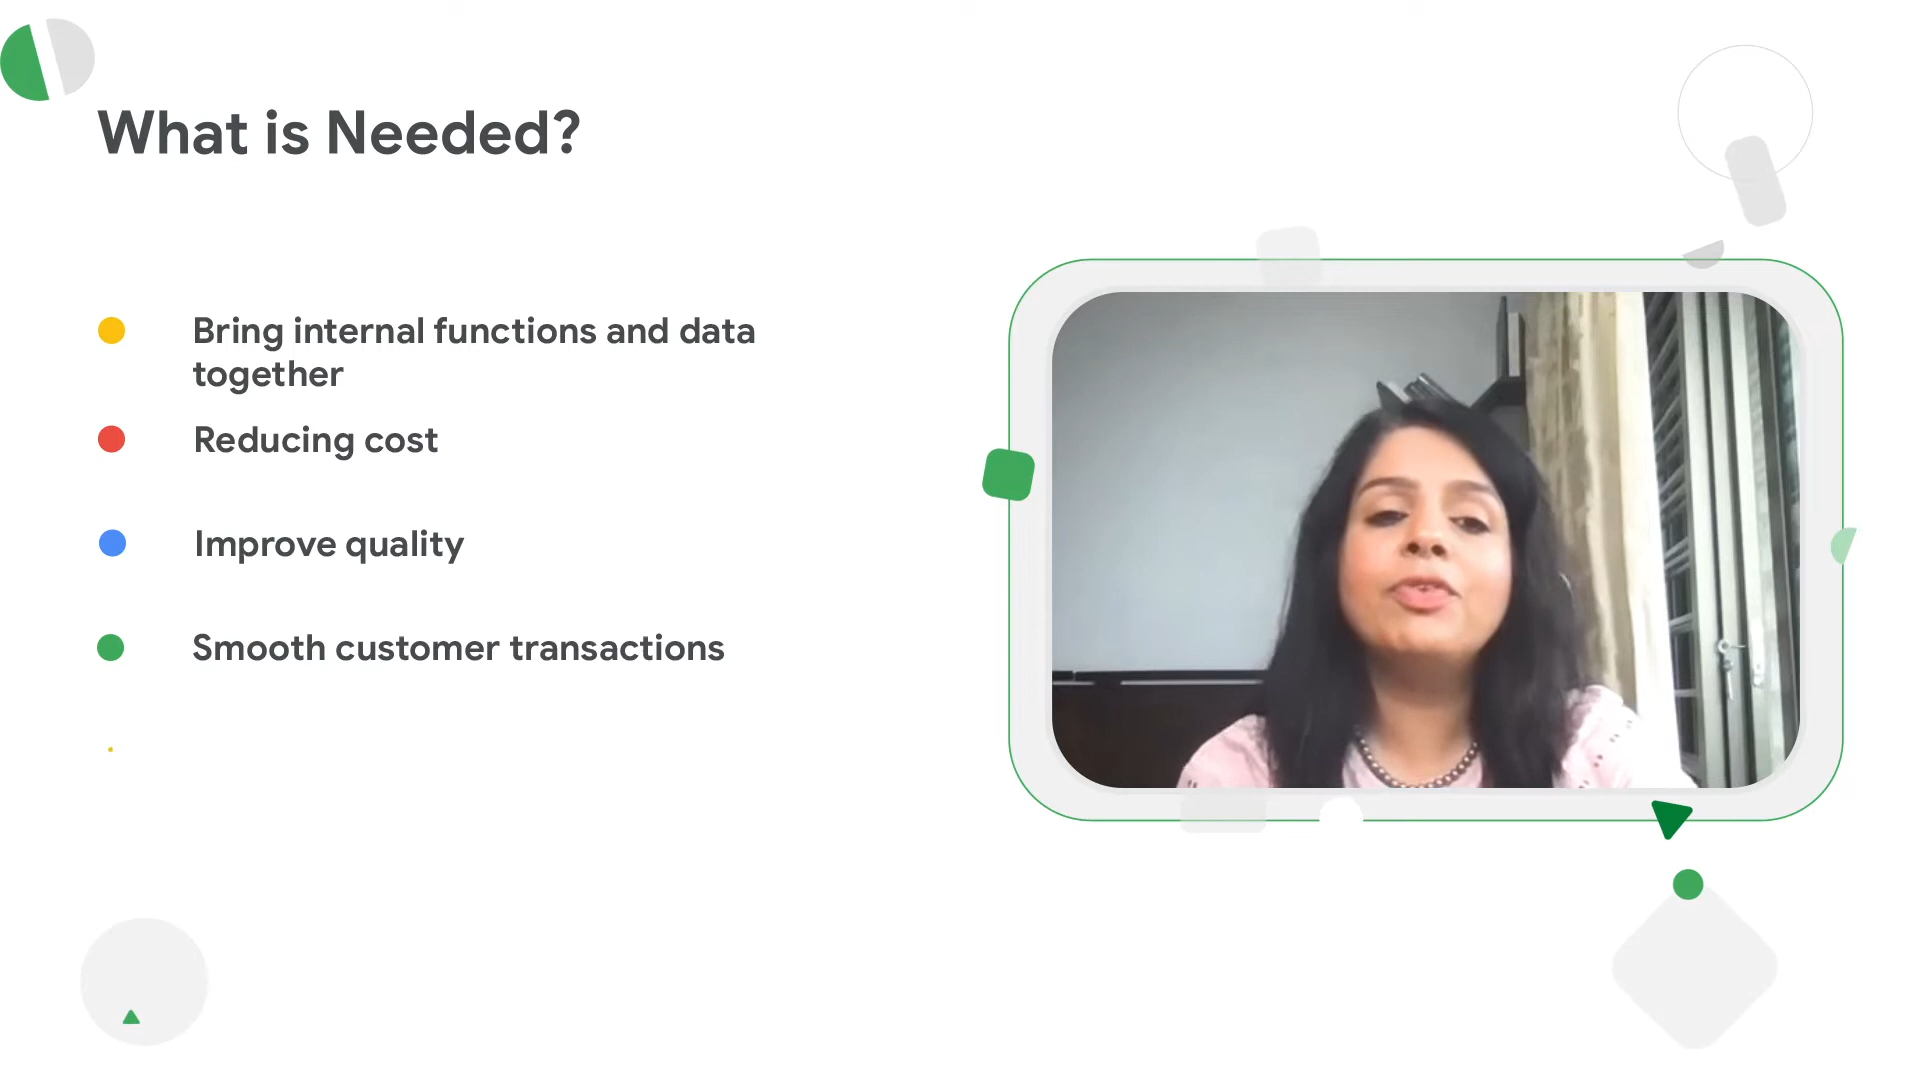 What is Needed?
Bring internal functions and data
together
Reducing cost
Improve quality
Smooth customer transactions